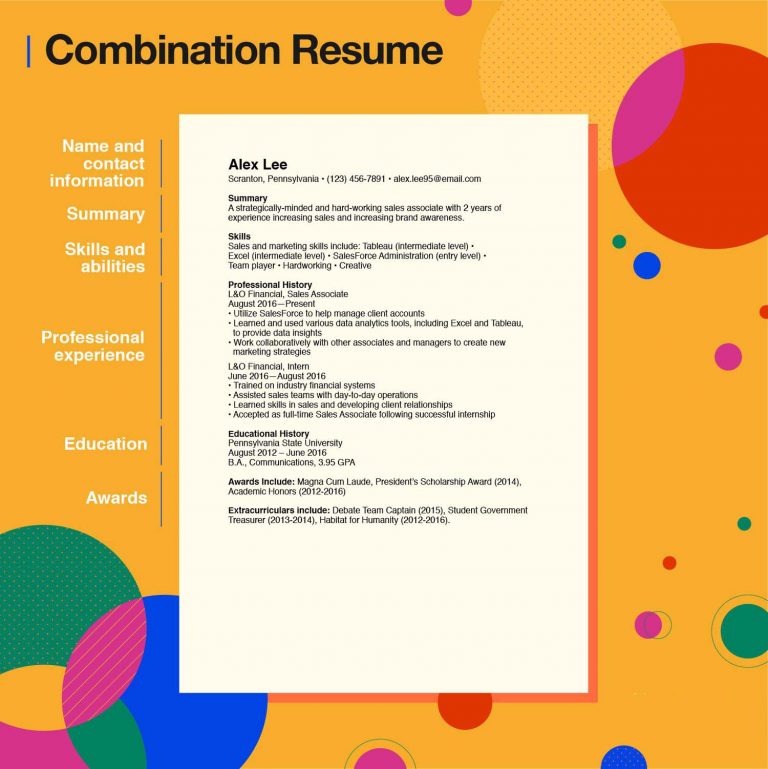 Combination Resume
Name and
contact
information
Summary
Skills and
abilities
Professional
experience
Education
Awards
Alex Lee
Scranton, Pennsylvania • (123) 456-7891 • alex.lee95@email.com
Summary
A strategically-minded and hard-working sales associate with 2 years of
experience increasing sales and increasing brand awareness.
Skills
Sales and marketing skills include: Tableau (intermediate level) •
Excel (intermediate level) • SalesForce Administration (entry level) •
Team player • Hardworking • Creative
Professional History
L&O Financial, Sales Associate
August 2016—Present
• Utilize SalesForce to help manage client accounts
• Learned and used various data analytics tools, including Excel and Tableau,
to provide data insights
• Work collaboratively with other associates and managers to create new
marketing strategies
L&O Financial, Intern
June 2016—August 2016
• Trained on industry financial systems
• Assisted sales teams with day-to-day operations
• Learned skills in sales and developing client relationships
• Accepted as full-time Sales Associate following successful internship
Educational History
Pennsylvania State University
August 2012 – June 2016
B.A., Communications, 3.95 GPA
Awards Include: Magna Cum Laude, President's Scholarship Award (2014),
Academic Honors (2012-2016)
Extracurriculars include: Debate Team Captain (2015), Student Government
Treasurer (2013-2014), Habitat for Humanity (2012-2016).